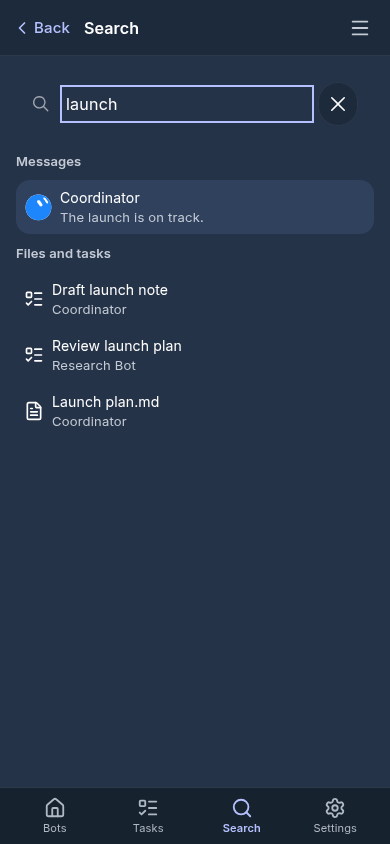 Back
Search
launch
Messages
Coordinator
The launch is on track.
Files and tasks
Draft launch note
Coordinator
Review launch plan
Research Bot
Launch plan.md
Coordinator
Bots
Tasks
Search
Settings